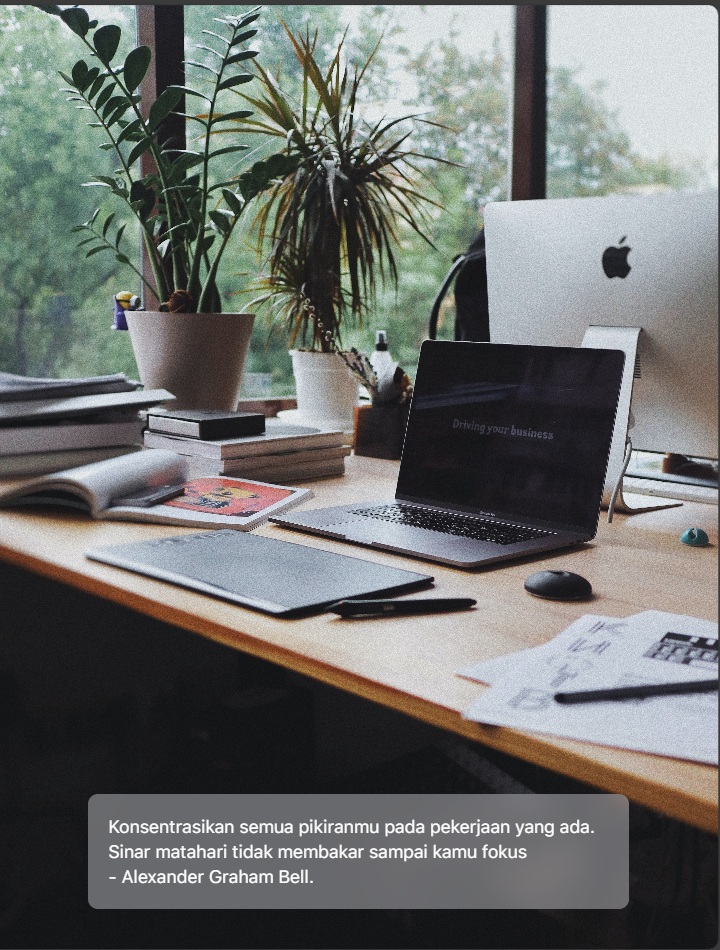 Driving your business
Konsentrasikan semua pikiranmu pada pekerjaan yang ada.
Sinar matahari tidak membakar sampai kamu fokus
- Alexander Graham Bell.